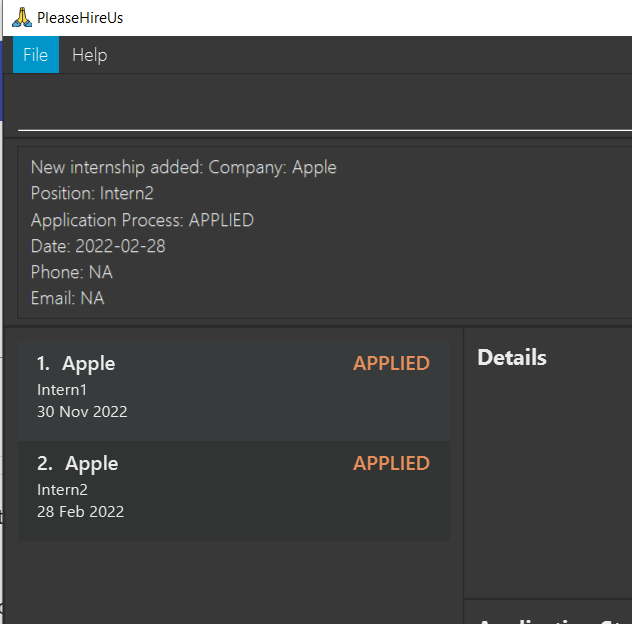 PleaseHireUs
File Help
New internship added: Company: Apple
Position: Intern2
Application Process: APPLIED
Date: 2022-02-28
Phone: NA
Email: NA
1. Apple APPLIED
Intern1
30 Nov 2022
2. Apple APPLIED
Intern2
28 Feb 2022
Details